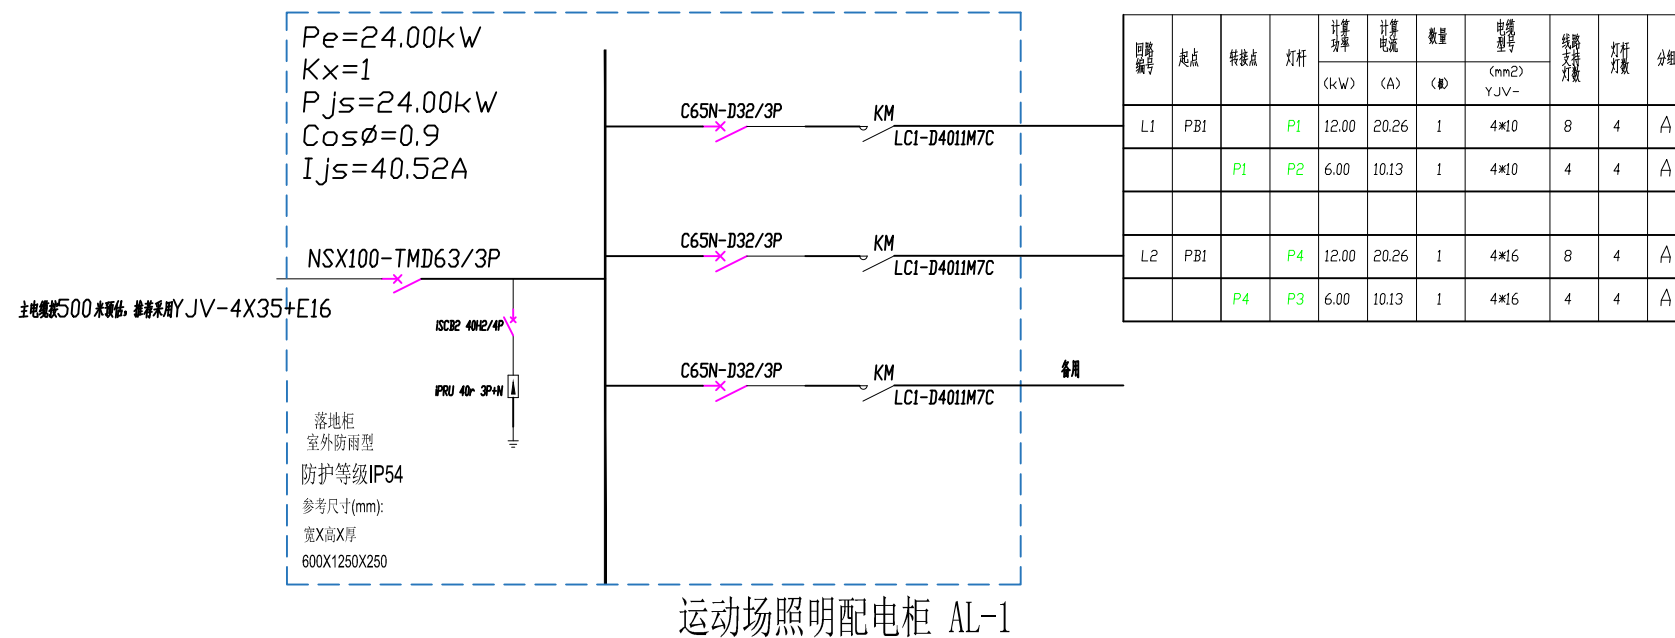 Pe=24.00kW
Kx=1
Pjs=24.00kW
CosØ=0.9
Ijs=40.52A
NSX100-TMD63/3P
主电缆按500米预估，推荐采用YJV-4X35+E16
iSCB2 40H2/4P
iPRU 40r 3P+N
落地柜
室外防雨型
防护等级IP54
参考尺寸(mm):
宽X高X厚
600X1250X250
C65N-D32/3P KM
LC1-D4011M7C
C65N-D32/3P KM
LC1-D4011M7C
C65N-D32/3P KM
LC1-D4011M7C
备用
回路编号 起点 转接点 灯杆 计算功率 计算电流 数量 电缆型号 线路支持灯数 灯杆灯数 分组
(kW) (A) (根) (mm2) YJV-
L1 PB1 P1 12.00 20.26 1 4*10 8 4 A
P1 P2 6.00 10.13 1 4*10 4 4 A
L2 PB1 P4 12.00 20.26 1 4*16 8 4 A
P4 P3 6.00 10.13 1 4*16 4 4 A
运动场照明配电柜 AL-1